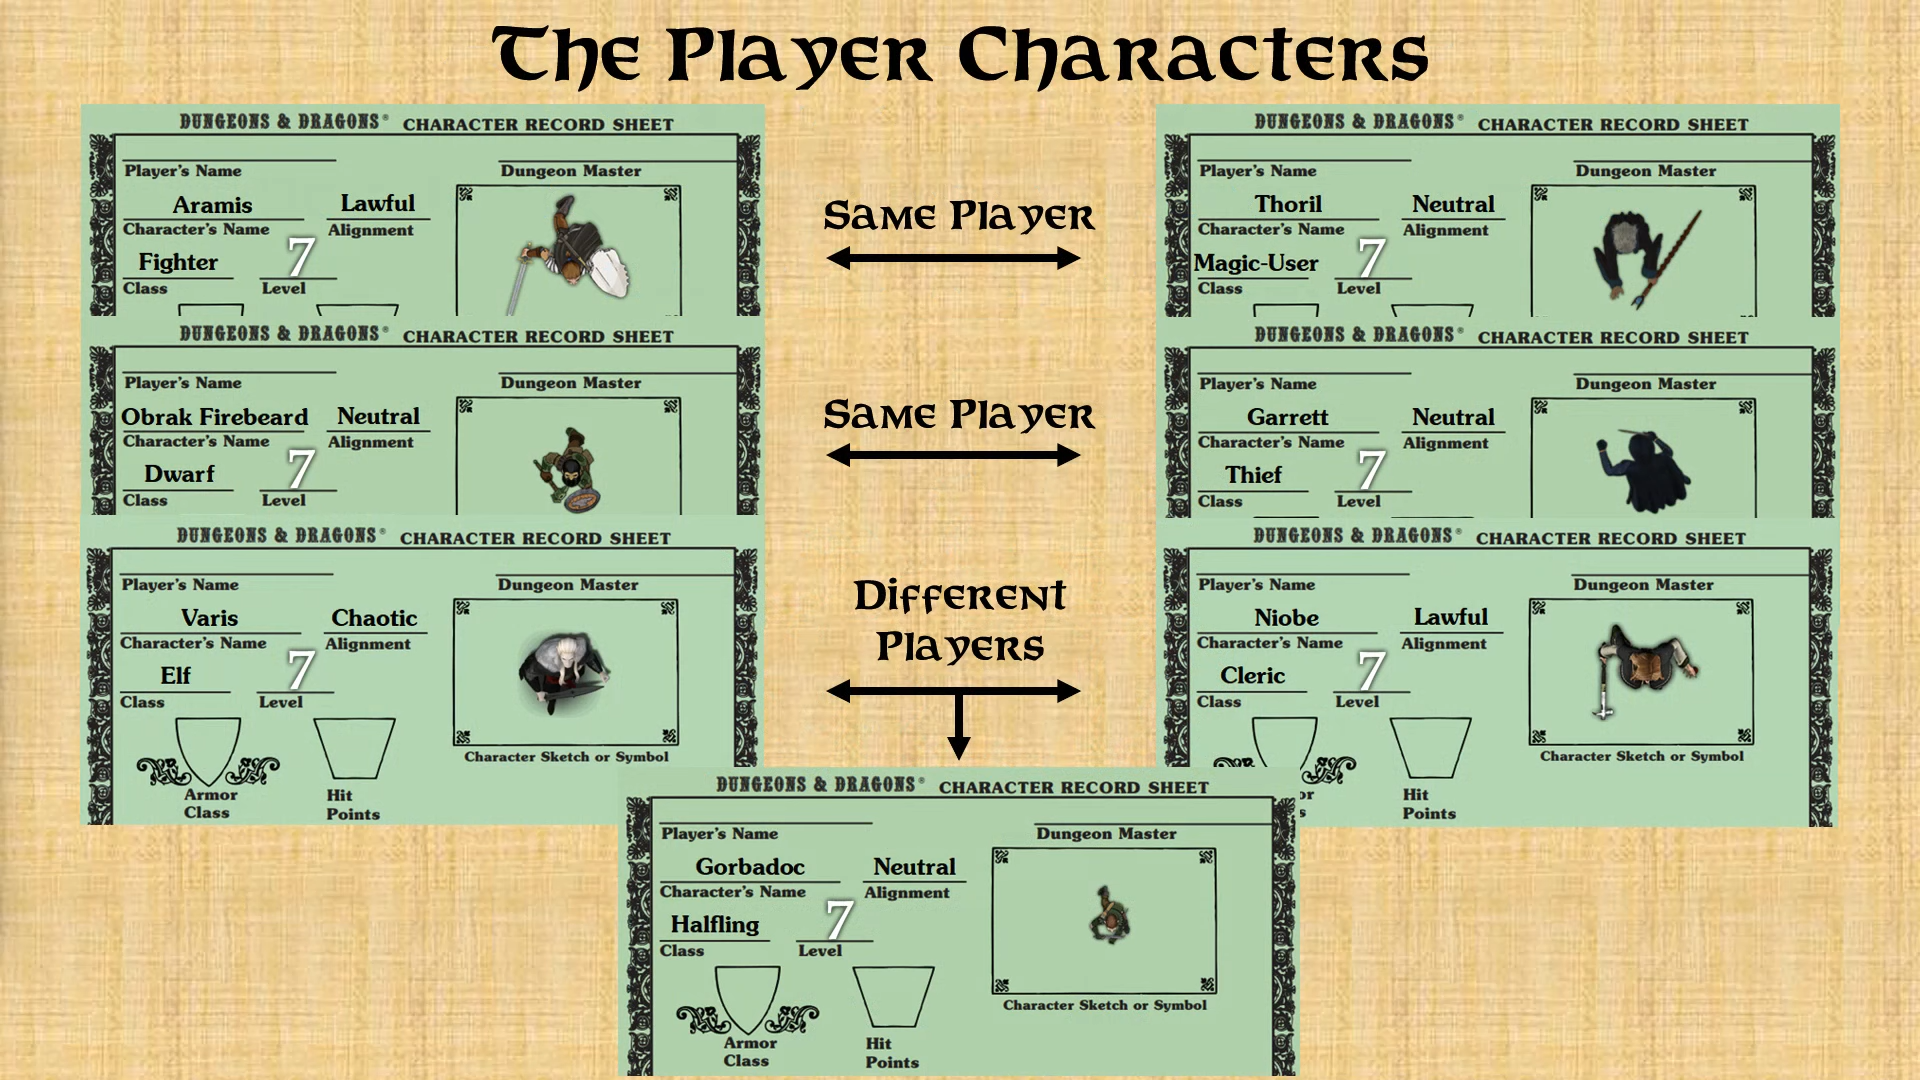 The Player Characters
DUNGEONS & DRAGONS® CHARACTER RECORD SHEET
Player's Name
Dungeon Master
Aramis
Lawful
Character's Name
Alignment
Fighter
7
Class
Level
Same Player
DUNGEONS & DRAGONS® CHARACTER RECORD SHEET
Player's Name
Dungeon Master
Thoril
Neutral
Character's Name
Alignment
Magic-User
7
Class
Level
DUNGEONS & DRAGONS® CHARACTER RECORD SHEET
Player's Name
Dungeon Master
Obrak Firebeard
Neutral
Character's Name
Alignment
Dwarf
7
Class
Level
Same Player
DUNGEONS & DRAGONS® CHARACTER RECORD SHEET
Player's Name
Dungeon Master
Garrett
Neutral
Character's Name
Alignment
Thief
7
Class
Level
DUNGEONS & DRAGONS® CHARACTER RECORD SHEET
Player's Name
Dungeon Master
Varis
Chaotic
Character's Name
Alignment
Elf
7
Class
Level
Character Sketch or Symbol
Armor
Class
Hit
Points
Different
Players
DUNGEONS & DRAGONS® CHARACTER RECORD SHEET
Player's Name
Dungeon Master
Niobe
Lawful
Character's Name
Alignment
Cleric
7
Class
Level
Character Sketch or Symbol
or
s
Hit
Points
DUNGEONS & DRAGONS® CHARACTER RECORD SHEET
Player's Name
Dungeon Master
Gorbadoc
Neutral
Character's Name
Alignment
Halfling
7
Class
Level
Character Sketch or Symbol
Armor
Class
Hit
Points